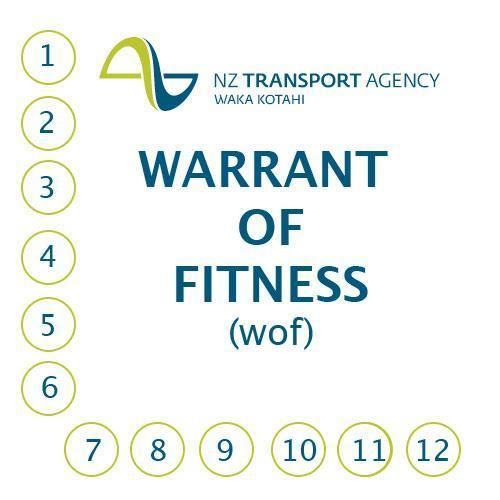 1
NZ TRANSPORT AGENCY
WAKA KOTAHI
2
WARRANT
3
OF
4
FITNESS
5
(wof)
6
7 8 9 10 11 12